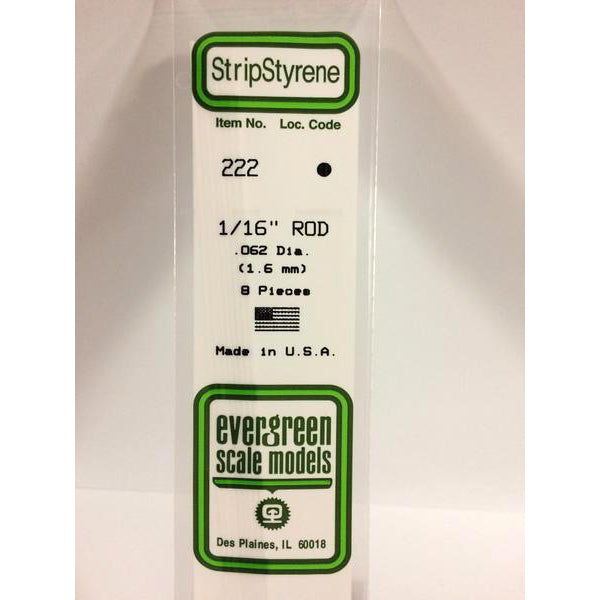 StripStyrene
Item No. Loc. Code
222 ●
1/16" ROD
.062 Dia.
(1.6 mm)
8 Pieces
Made in U.S.A.
evergreen
scale models
Des Plaines, IL 60018